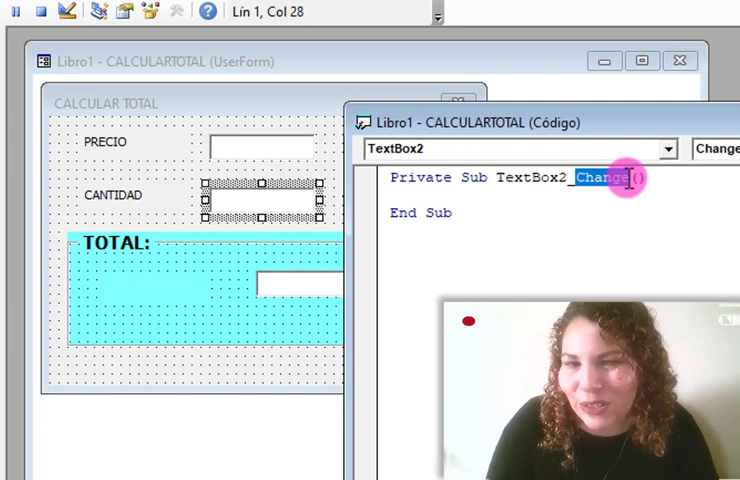 Lín 1, Col 28
Libro1 - CALCULARTOTAL (UserForm)
CALCULAR TOTAL
PRECIO
CANTIDAD
TOTAL:
Libro1 - CALCULARTOTAL (Código)
TextBox2
Change
Private Sub TextBox2_Change()
End Sub